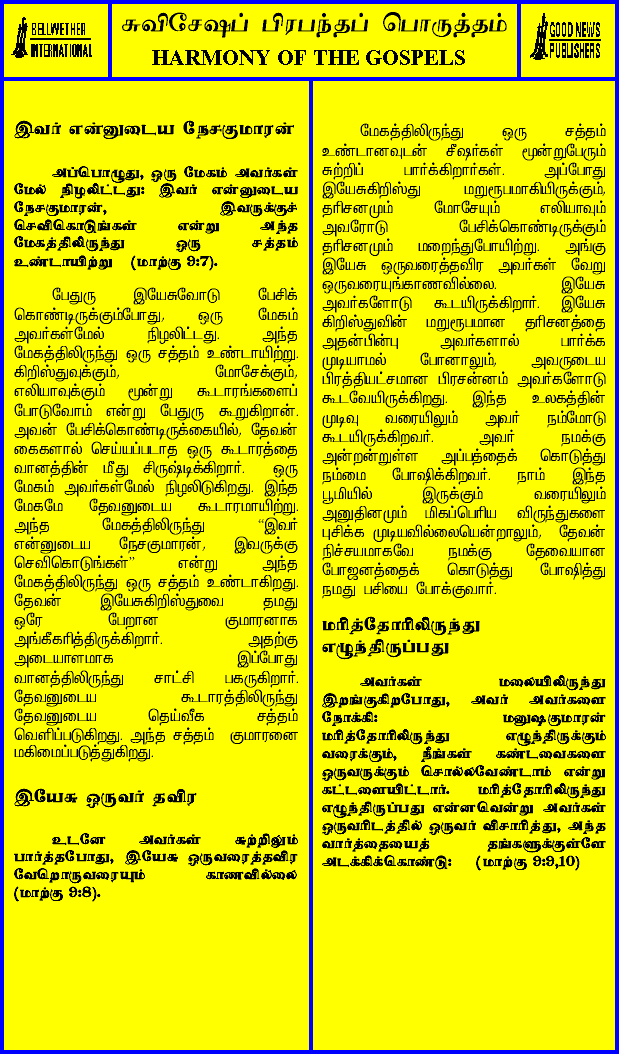 BELLWETHER
INTERNATIONAL
சுவிசேஷப் பிரபந்தப் பொருத்தம்
HARMONY OF THE GOSPELS
GOOD NEWS
PUBLISHERS
இவர் என்னுடைய நேசகுமாரன்
அப்பொழுது, ஒரு மேகம் அவர்கள்
மேல் நிழலிட்டது: இவர் என்னுடைய
நேசகுமாரன், இவருக்குச்
செவிகொடுங்கள் என்று அந்த
மேகத்திலிருந்து ஒரு சத்தம்
உண்டாயிற்று (மாற்கு 9:7).
பேதுரு இயேசுவோடு பேசிக்
கொண்டிருக்கும்போது, ஒரு மேகம்
அவர்கள்மேல் நிழலிட்டது. அந்த
மேகத்திலிருந்து ஒரு சத்தம் உண்டாயிற்று.
கிறிஸ்துவுக்கும், மோசேக்கும்,
எலியாவுக்கும் மூன்று கூடாரங்களைப்
போடுவோம் என்று பேதுரு கூறுகிறான்.
அவன் பேசிக்கொண்டிருக்கையில், தேவன்
கைகளால் செய்யப்படாத ஒரு கூடாரத்தை
வானத்தின் மீது சிருஷ்டிக்கிறார். ஒரு
மேகம் அவர்கள்மேல் நிழலிடுகிறது. இந்த
மேகமே தேவனுடைய கூடாரமாயிற்று.
அந்த மேகத்திலிருந்து “இவர்
என்னுடைய நேசகுமாரன், இவருக்கு
செவிகொடுங்கள்” என்று அந்த
மேகத்திலிருந்து ஒரு சத்தம் உண்டாகிறது.
தேவன் இயேசுகிறிஸ்துவை தமது
ஒரே பேறான குமாரனாக
அங்கீகரித்திருக்கிறார். அதற்கு
அடையாளமாக இப்போது
வானத்திலிருந்து சாட்சி பகருகிறார்.
தேவனுடைய கூடாரத்திலிருந்து
தேவனுடைய தெய்வீக சத்தம்
வெளிப்படுகிறது. அந்த சத்தம் குமாரனை
மகிமைப்படுத்துகிறது.
இயேசு ஒருவர் தவிர
உடனே அவர்கள் சுற்றிலும்
பார்த்தபோது, இயேசு ஒருவரைத்தவிர
வேறொருவரையும் காணவில்லை
(மாற்கு 9:8).
மேகத்திலிருந்து ஒரு சத்தம்
உண்டானவுடன் சீஷர்கள் மூன்றுபேரும்
சுற்றிப் பார்க்கிறார்கள். அப்போது
இயேசுகிறிஸ்து மறுரூபமாகியிருக்கும்,
தரிசனமும் மோசேயும் எலியாவும்
அவரோடு பேசிக்கொண்டிருக்கும்
தரிசனமும் மறைந்துபோயிற்று. அங்கு
இயேசு ஒருவரைத்தவிர அவர்கள் வேறு
ஒருவரையுங்காணவில்லை. இயேசு
அவர்களோடு கூடயிருக்கிறார். இயேசு
கிறிஸ்துவின் மறுரூபமான தரிசனத்தை
அதன்பின்பு அவர்களால் பார்க்க
முடியாமல் போனாலும், அவருடைய
பிரத்தியட்சமான பிரசன்னம் அவர்களோடு
கூடவேயிருக்கிறது. இந்த உலகத்தின்
முடிவு வரையிலும் அவர் நம்மோடு
கூடயிருக்கிறவர். அவர் நமக்கு
அன்றன்றுள்ள அப்பத்தைக் கொடுத்து
நம்மை போஷிக்கிறவர். நாம் இந்த
பூமியில் இருக்கும் வரையிலும்
அனுதினமும் மிகப்பெரிய விருந்துகளை
புசிக்க முடியவில்லையென்றாலும், தேவன்
நிச்சயமாகவே நமக்கு தேவையான
போஜனத்தைக் கொடுத்து போஷித்து
நமது பசியை போக்குவார்.
மரித்தோரிலிருந்து
எழுந்திருப்பது
அவர்கள் மலையிலிருந்து
இறங்குகிறபோது, அவர் அவர்களை
நோக்கி: மனுஷகுமாரன்
மரித்தோரிலிருந்து எழுந்திருக்கும்
வரைக்கும், நீங்கள் கண்டவைகளை
ஒருவருக்கும் சொல்லவேண்டாம் என்று
கட்டளையிட்டார். மரித்தோரிலிருந்து
எழுந்திருப்பது என்னவென்று அவர்கள்
ஒருவரிடத்தில் ஒருவர் விசாரித்து, அந்த
வார்த்தையைத் தங்களுக்குள்ளே
அடக்கிக்கொண்டு: (மாற்கு 9:9,10)